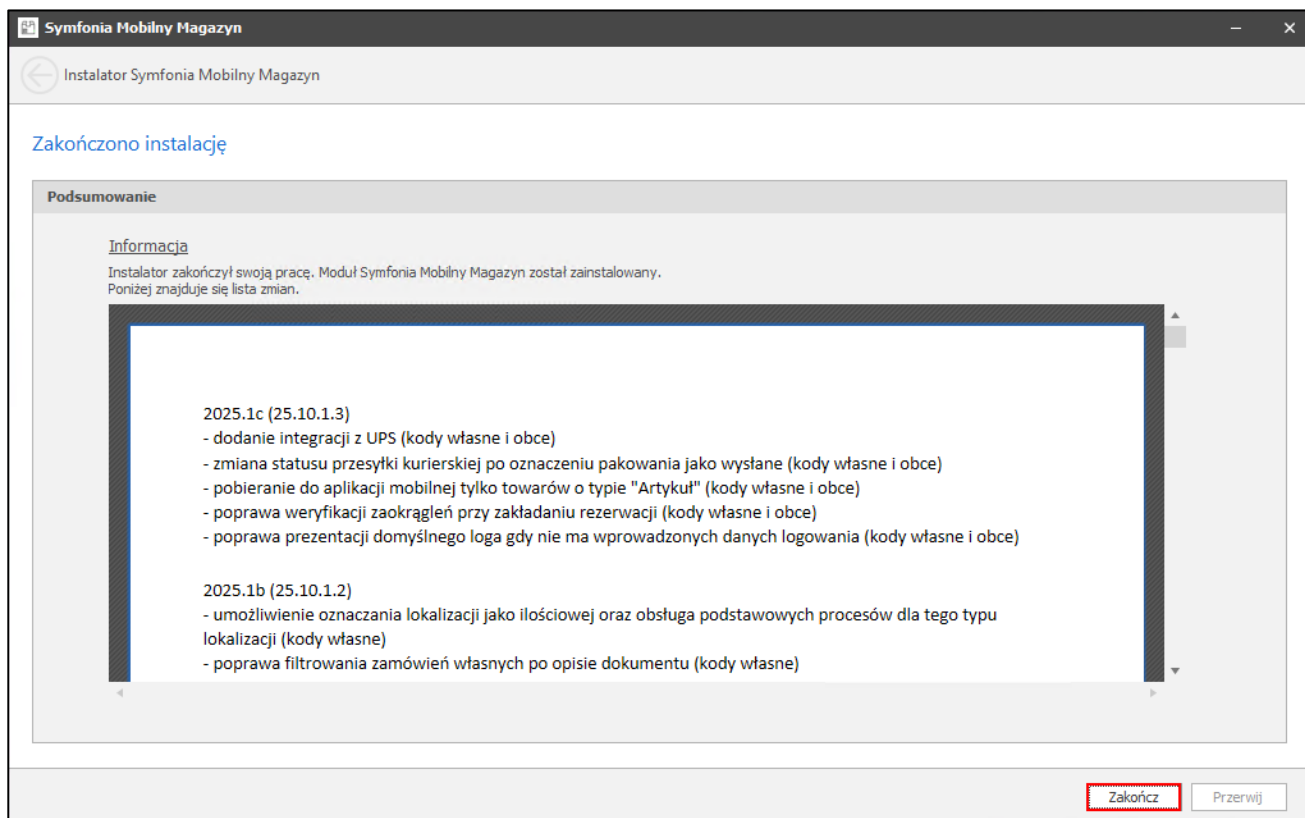 Symfonia Mobilny Magazyn
Instalator Symfonia Mobilny Magazyn
Zakończono instalację
Podsumowanie
Informacja
Instalator zakończył swoją pracę. Moduł Symfonia Mobilny Magazyn został zainstalowany.
Poniżej znajduje się lista zmian.
2025.1c (25.10.1.3)
- dodanie integracji z UPS (kody własne i obce)
- zmiana statusu przesyłki kurierskiej po oznaczeniu pakowania jako wysłane (kody własne i obce)
- pobieranie do aplikacji mobilnej tylko towarów o typie "Artykuł" (kody własne i obce)
- poprawa weryfikacji zaokrągleń przy zakładaniu rezerwacji (kody własne i obce)
- poprawa prezentacji domyślnego loga gdy nie ma wprowadzonych danych logowania (kody własne i obce)
2025.1b (25.10.1.2)
- umożliwienie oznaczania lokalizacji jako ilościowej oraz obsługa podstawowych procesów dla tego typu
lokalizacji (kody własne)
- poprawa filtrowania zamówień własnych po opisie dokumentu (kody własne)
Zakończ
Przerwij